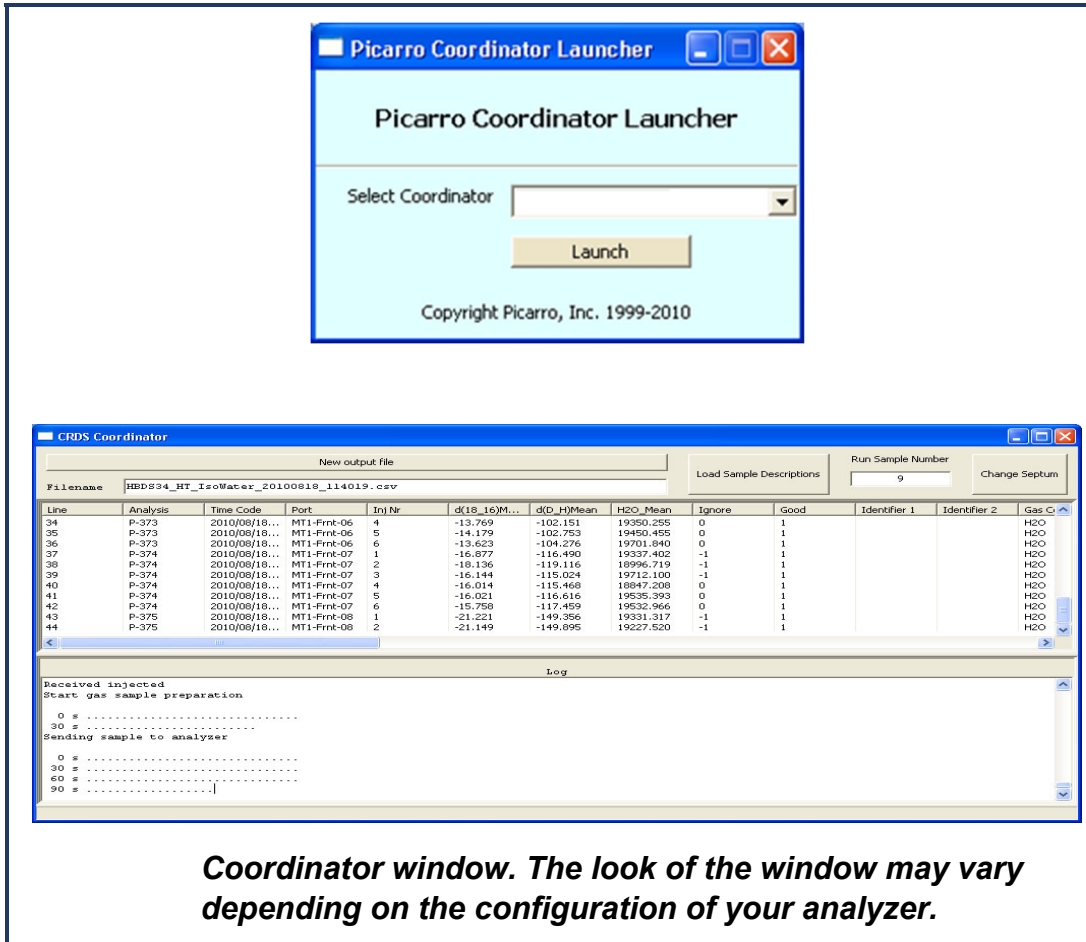 Picarro Coordinator Launcher
Picarro Coordinator Launcher
Select Coordinator
Launch
Copyright Picarro, Inc. 1999-2010
CRDS Coordinator
New output file
Filename HBDS34_HT_IsoWater_20100818_114019.csv
Load Sample Descriptions
Run Sample Number
9
Change Septum
Line Analysis Time Code Port Inj Nr d(18_16)M... d(D_H)Mean H2O_Mean Ignore Good Identifier 1 Identifier 2 Gas C
34 P-373 2010/08/18... MT1-Frnt-06 4 -13.769 -102.151 19350.255 0 1 H2O
35 P-373 2010/08/18... MT1-Frnt-06 5 -14.179 -102.753 19450.455 0 1 H2O
36 P-373 2010/08/18... MT1-Frnt-06 6 -13.623 -104.276 19701.840 0 1 H2O
37 P-374 2010/08/18... MT1-Frnt-07 1 -16.877 -116.490 19337.402 -1 1 H2O
38 P-374 2010/08/18... MT1-Frnt-07 2 -18.136 -119.116 18996.719 -1 1 H2O
39 P-374 2010/08/18... MT1-Frnt-07 3 -16.144 -115.024 19712.100 -1 1 H2O
40 P-374 2010/08/18... MT1-Frnt-07 4 -16.014 -115.468 18847.208 0 1 H2O
41 P-374 2010/08/18... MT1-Frnt-07 5 -16.021 -116.616 19535.393 0 1 H2O
42 P-374 2010/08/18... MT1-Frnt-07 6 -15.758 -117.459 19532.966 0 1 H2O
43 P-375 2010/08/18... MT1-Frnt-08 1 -21.221 -149.356 19331.317 -1 1 H2O
44 P-375 2010/08/18... MT1-Frnt-08 2 -21.149 -149.895 19227.520 -1 1 H2O
Log
Received injected
Start gas sample preparation
0 s ..............................
30 s ........................
Sending sample to analyzer
0 s ..............................
30 s ..............................
60 s ..............................
90 s ..................
Coordinator window. The look of the window may vary
depending on the configuration of your analyzer.